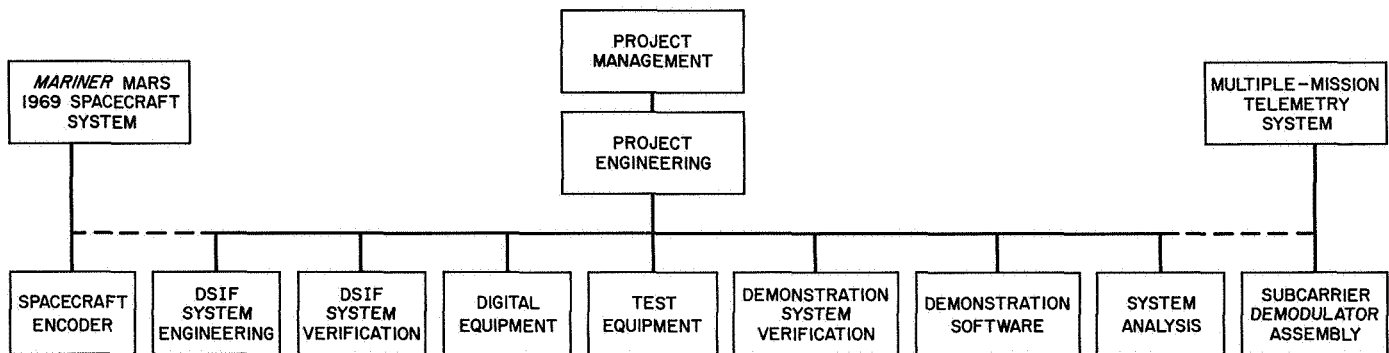 PROJECT
MANAGEMENT
MARINER MARS
1969 SPACECRAFT
SYSTEM
MULTIPLE-MISSION
TELEMETRY
SYSTEM
PROJECT
ENGINEERING
SPACECRAFT
ENCODER
DSIF
SYSTEM
ENGINEERING
DSIF
SYSTEM
VERIFICATION
DIGITAL
EQUIPMENT
TEST
EQUIPMENT
DEMONSTRATION
SYSTEM
VERIFICATION
DEMONSTRATION
SOFTWARE
SYSTEM
ANALYSIS
SUBCARRIER
DEMODULATOR
ASSEMBLY